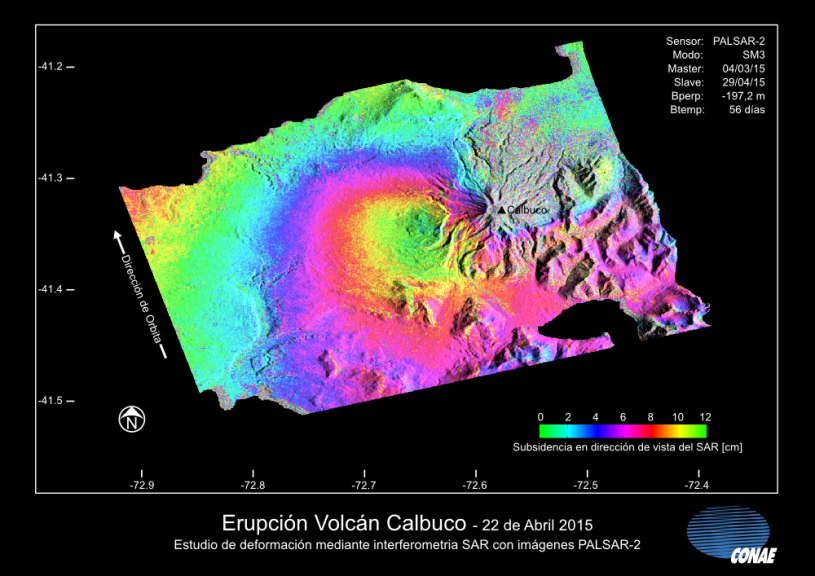 Sensor: PALSAR-2
Modo: SM3
Master: 04/03/15
Slave: 29/04/15
Bperp: -197,2 m
Btemp: 56 días
-41.2
-41.3
-41.4
-41.5
Calbuco
Dirección de Orbita
N
0 2 4 6 8 10 12
Subsidencia en dirección de vista del SAR [cm]
-72.9 -72.8 -72.7 -72.6 -72.5 -72.4
Erupción Volcán Calbuco - 22 de Abril 2015
Estudio de deformación mediante interferometria SAR con imágenes PALSAR-2
CONAE